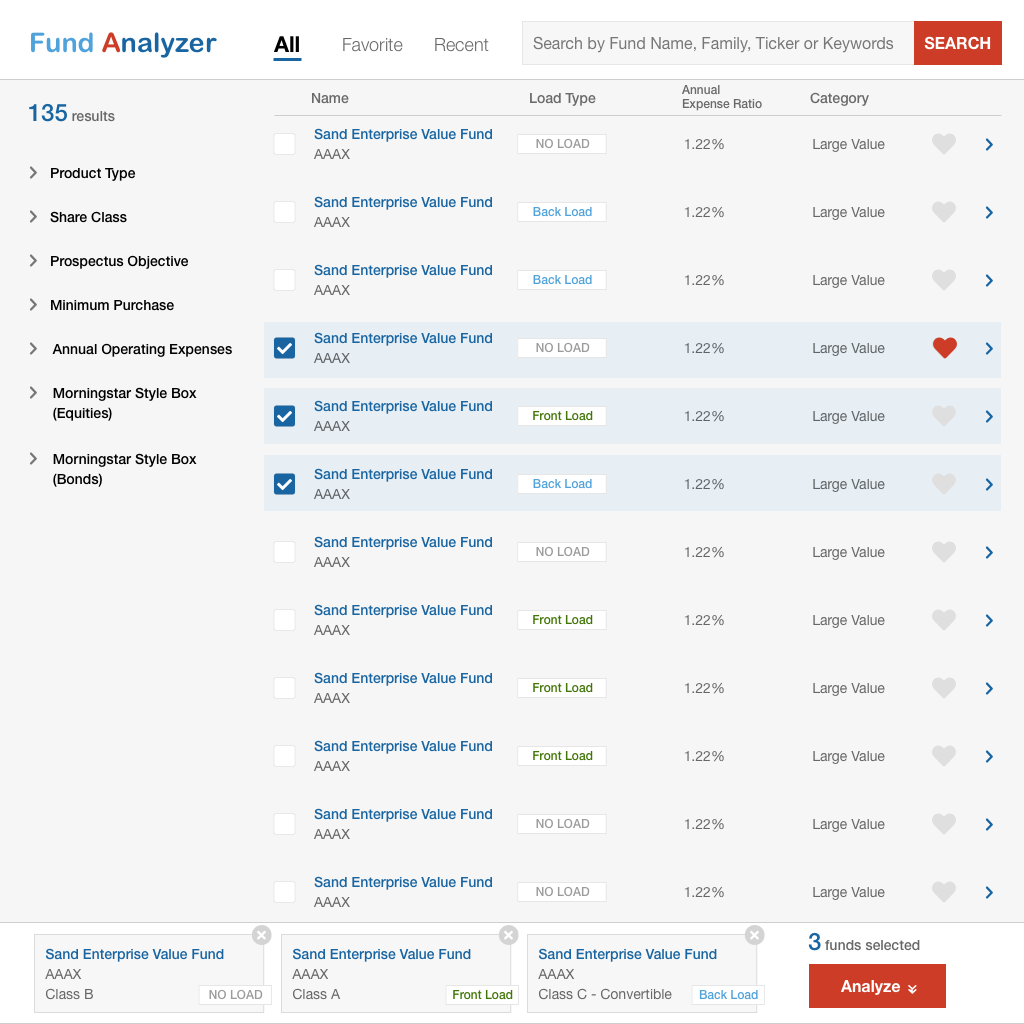 Fund Analyzer
All Favorite Recent
Search by Fund Name, Family, Ticker or Keywords
SEARCH
135 results
Product Type
Share Class
Prospectus Objective
Minimum Purchase
Annual Operating Expenses
Morningstar Style Box
(Equities)
Morningstar Style Box
(Bonds)
Name Load Type Annual
Expense Ratio Category
Sand Enterprise Value Fund
AAAX NO LOAD 1.22% Large Value
Sand Enterprise Value Fund
AAAX Back Load 1.22% Large Value
Sand Enterprise Value Fund
AAAX Back Load 1.22% Large Value
Sand Enterprise Value Fund
AAAX NO LOAD 1.22% Large Value
Sand Enterprise Value Fund
AAAX Front Load 1.22% Large Value
Sand Enterprise Value Fund
AAAX Back Load 1.22% Large Value
Sand Enterprise Value Fund
AAAX NO LOAD 1.22% Large Value
Sand Enterprise Value Fund
AAAX Front Load 1.22% Large Value
Sand Enterprise Value Fund
AAAX Front Load 1.22% Large Value
Sand Enterprise Value Fund
AAAX Front Load 1.22% Large Value
Sand Enterprise Value Fund
AAAX NO LOAD 1.22% Large Value
Sand Enterprise Value Fund
AAAX NO LOAD 1.22% Large Value
Sand Enterprise Value Fund
AAAX
Class B NO LOAD
Sand Enterprise Value Fund
AAAX
Class A Front Load
Sand Enterprise Value Fund
AAAX
Class C - Convertible Back Load
3 funds selected
Analyze